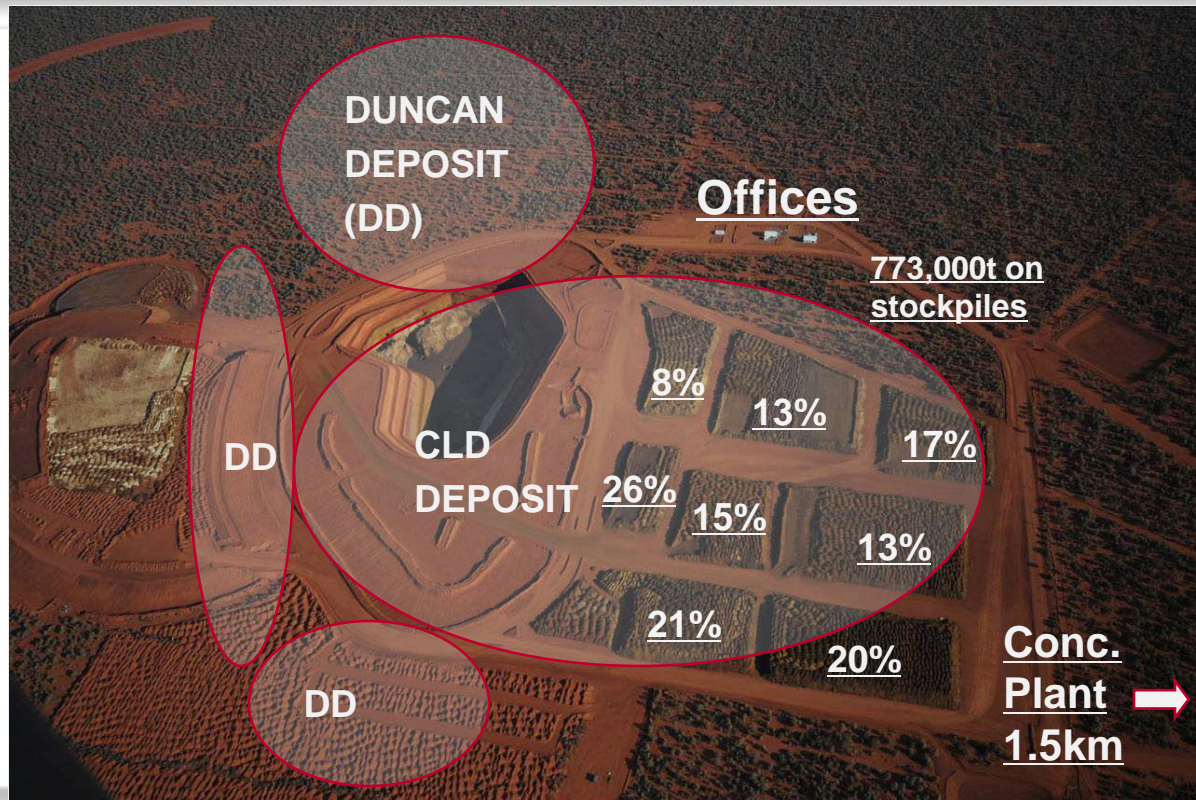 DUNCAN
DEPOSIT
(DD)
Offices
773,000t on
stockpiles
8%
13%
17%
DD
CLD
DEPOSIT
26%
15%
13%
21%
20%
DD
Conc.
Plant
1.5km